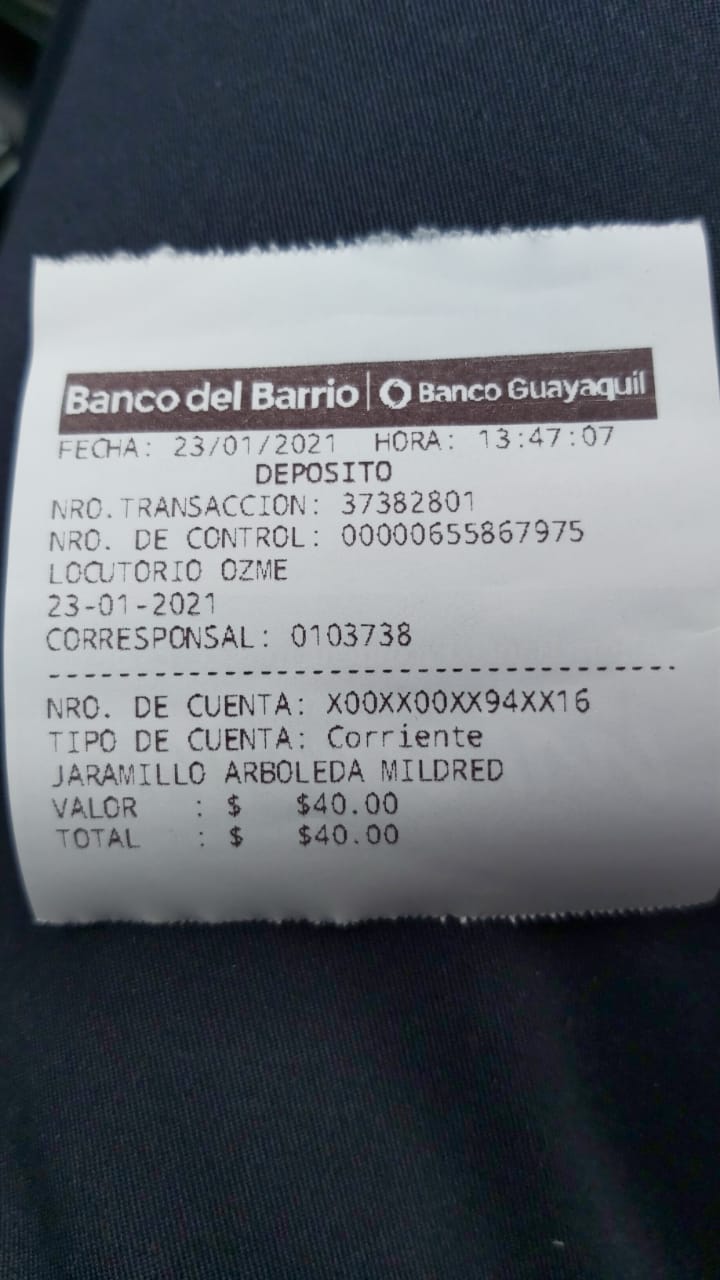 Banco del Barrio | Banco Guayaquil
FECHA: 23/01/2021 HORA: 13:47:07
DEPOSITO
NRO.TRANSACCION: 37382801
NRO. DE CONTROL: 00000655867975
LOCUTORIO OZME
23-01-2021
CORRESPONSAL: 0103738
NRO. DE CUENTA: X00XX00XX94XX16
TIPO DE CUENTA: Corriente
JARAMILLO ARBOLEDA MILDRED
VALOR : $ $40.00
TOTAL : $ $40.00